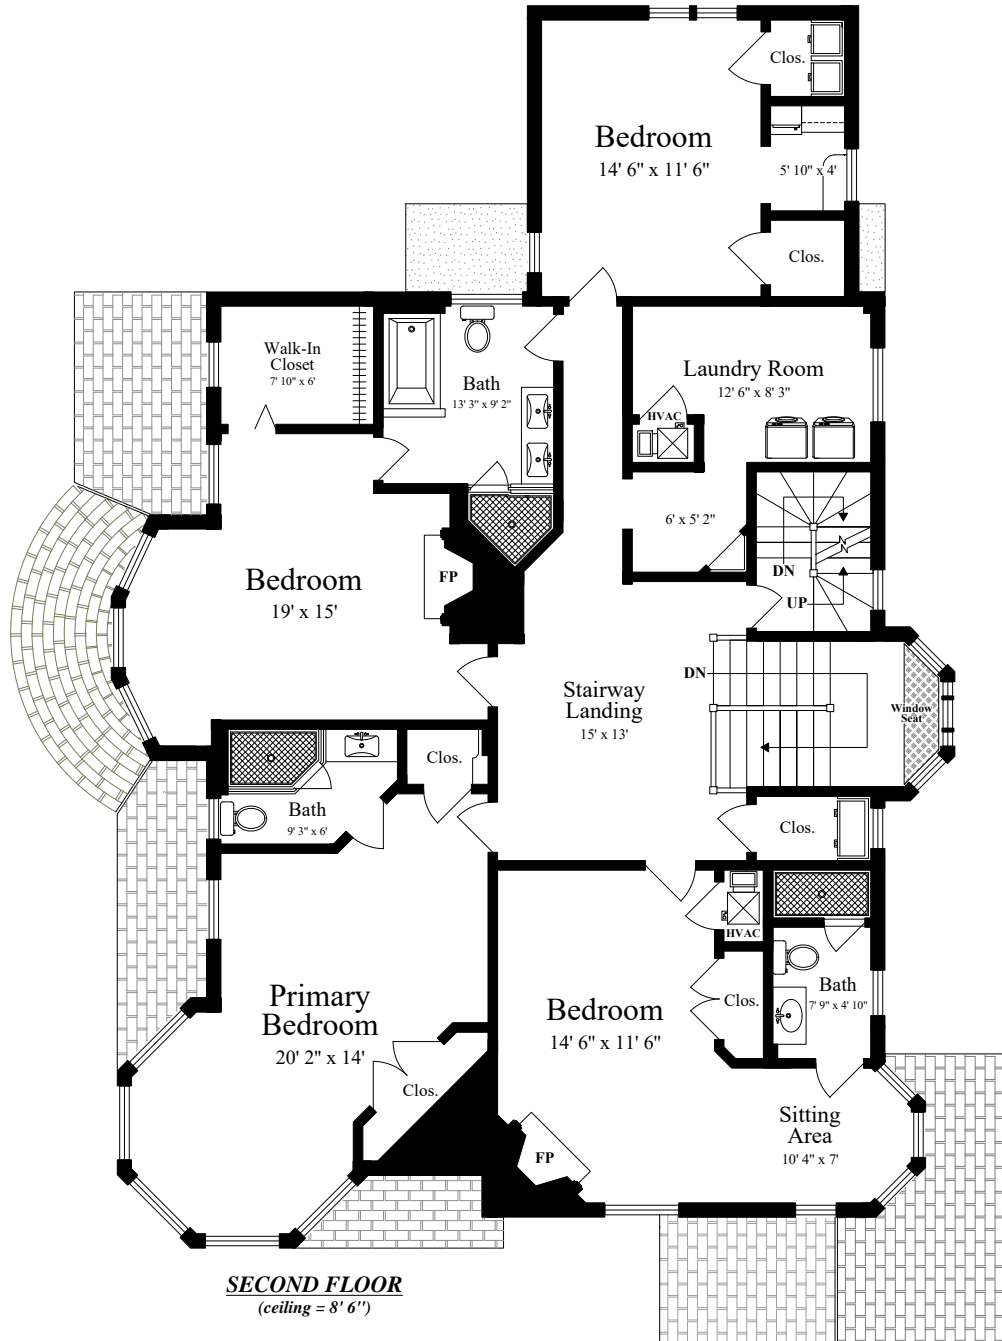 Clos.
Bedroom
14' 6" x 11' 6"
5' 10" x 4'
Clos.
Walk-In
Closet
7' 10" x 6'
Bath
13' 3" x 9' 2"
Laundry Room
12' 6" x 8' 3"
HVAC
6' x 5' 2"
DN
UP
Bedroom
19' x 15'
FP
DN
Stairway
Landing
15' x 13'
Window
Seat
Clos.
Bath
9' 3" x 6'
Clos.
HVAC
Primary
Bedroom
20' 2" x 14'
Clos.
Bedroom
14' 6" x 11' 6"
Clos.
Bath
7' 9" x 4' 10"
Sitting
Area
10' 4" x 7'
FP
SECOND FLOOR
(ceiling = 8' 6")